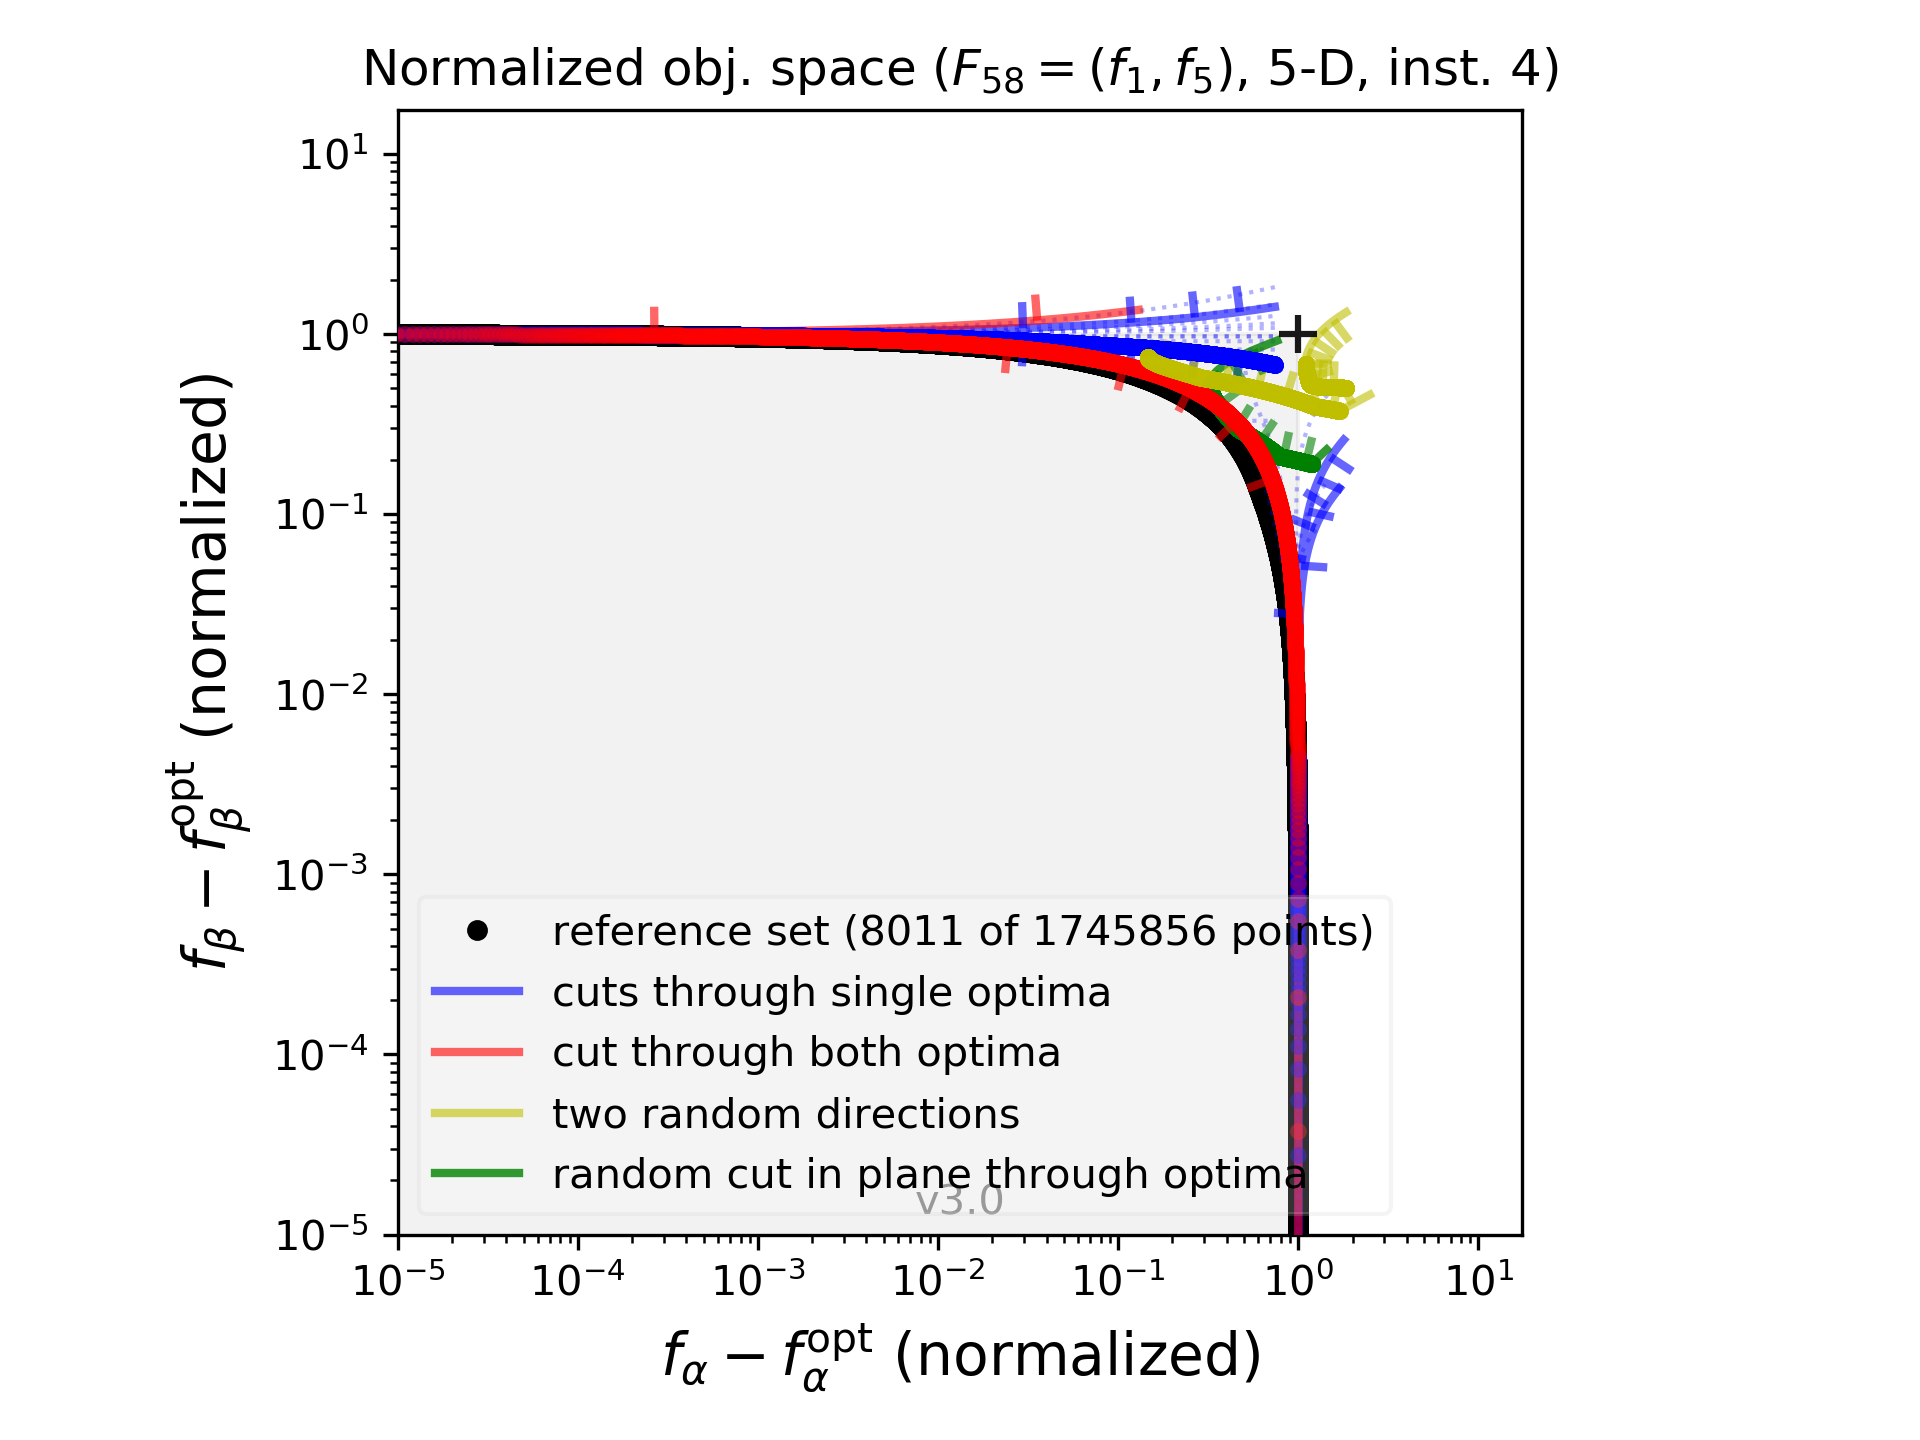 Normalized obj. space (F₅₈ = (f₁, f₅), 5-D, inst. 4)
10¹
10⁰
10⁻¹
10⁻²
10⁻³
10⁻⁴
10⁻⁵
f_β − f_β^opt (normalized)
reference set (8011 of 1745856 points)
cuts through single optima
cut through both optima
two random directions
random cut in plane through optima
v3.0
10⁻⁵ 10⁻⁴ 10⁻³ 10⁻² 10⁻¹ 10⁰ 10¹
f_α − f_α^opt (normalized)